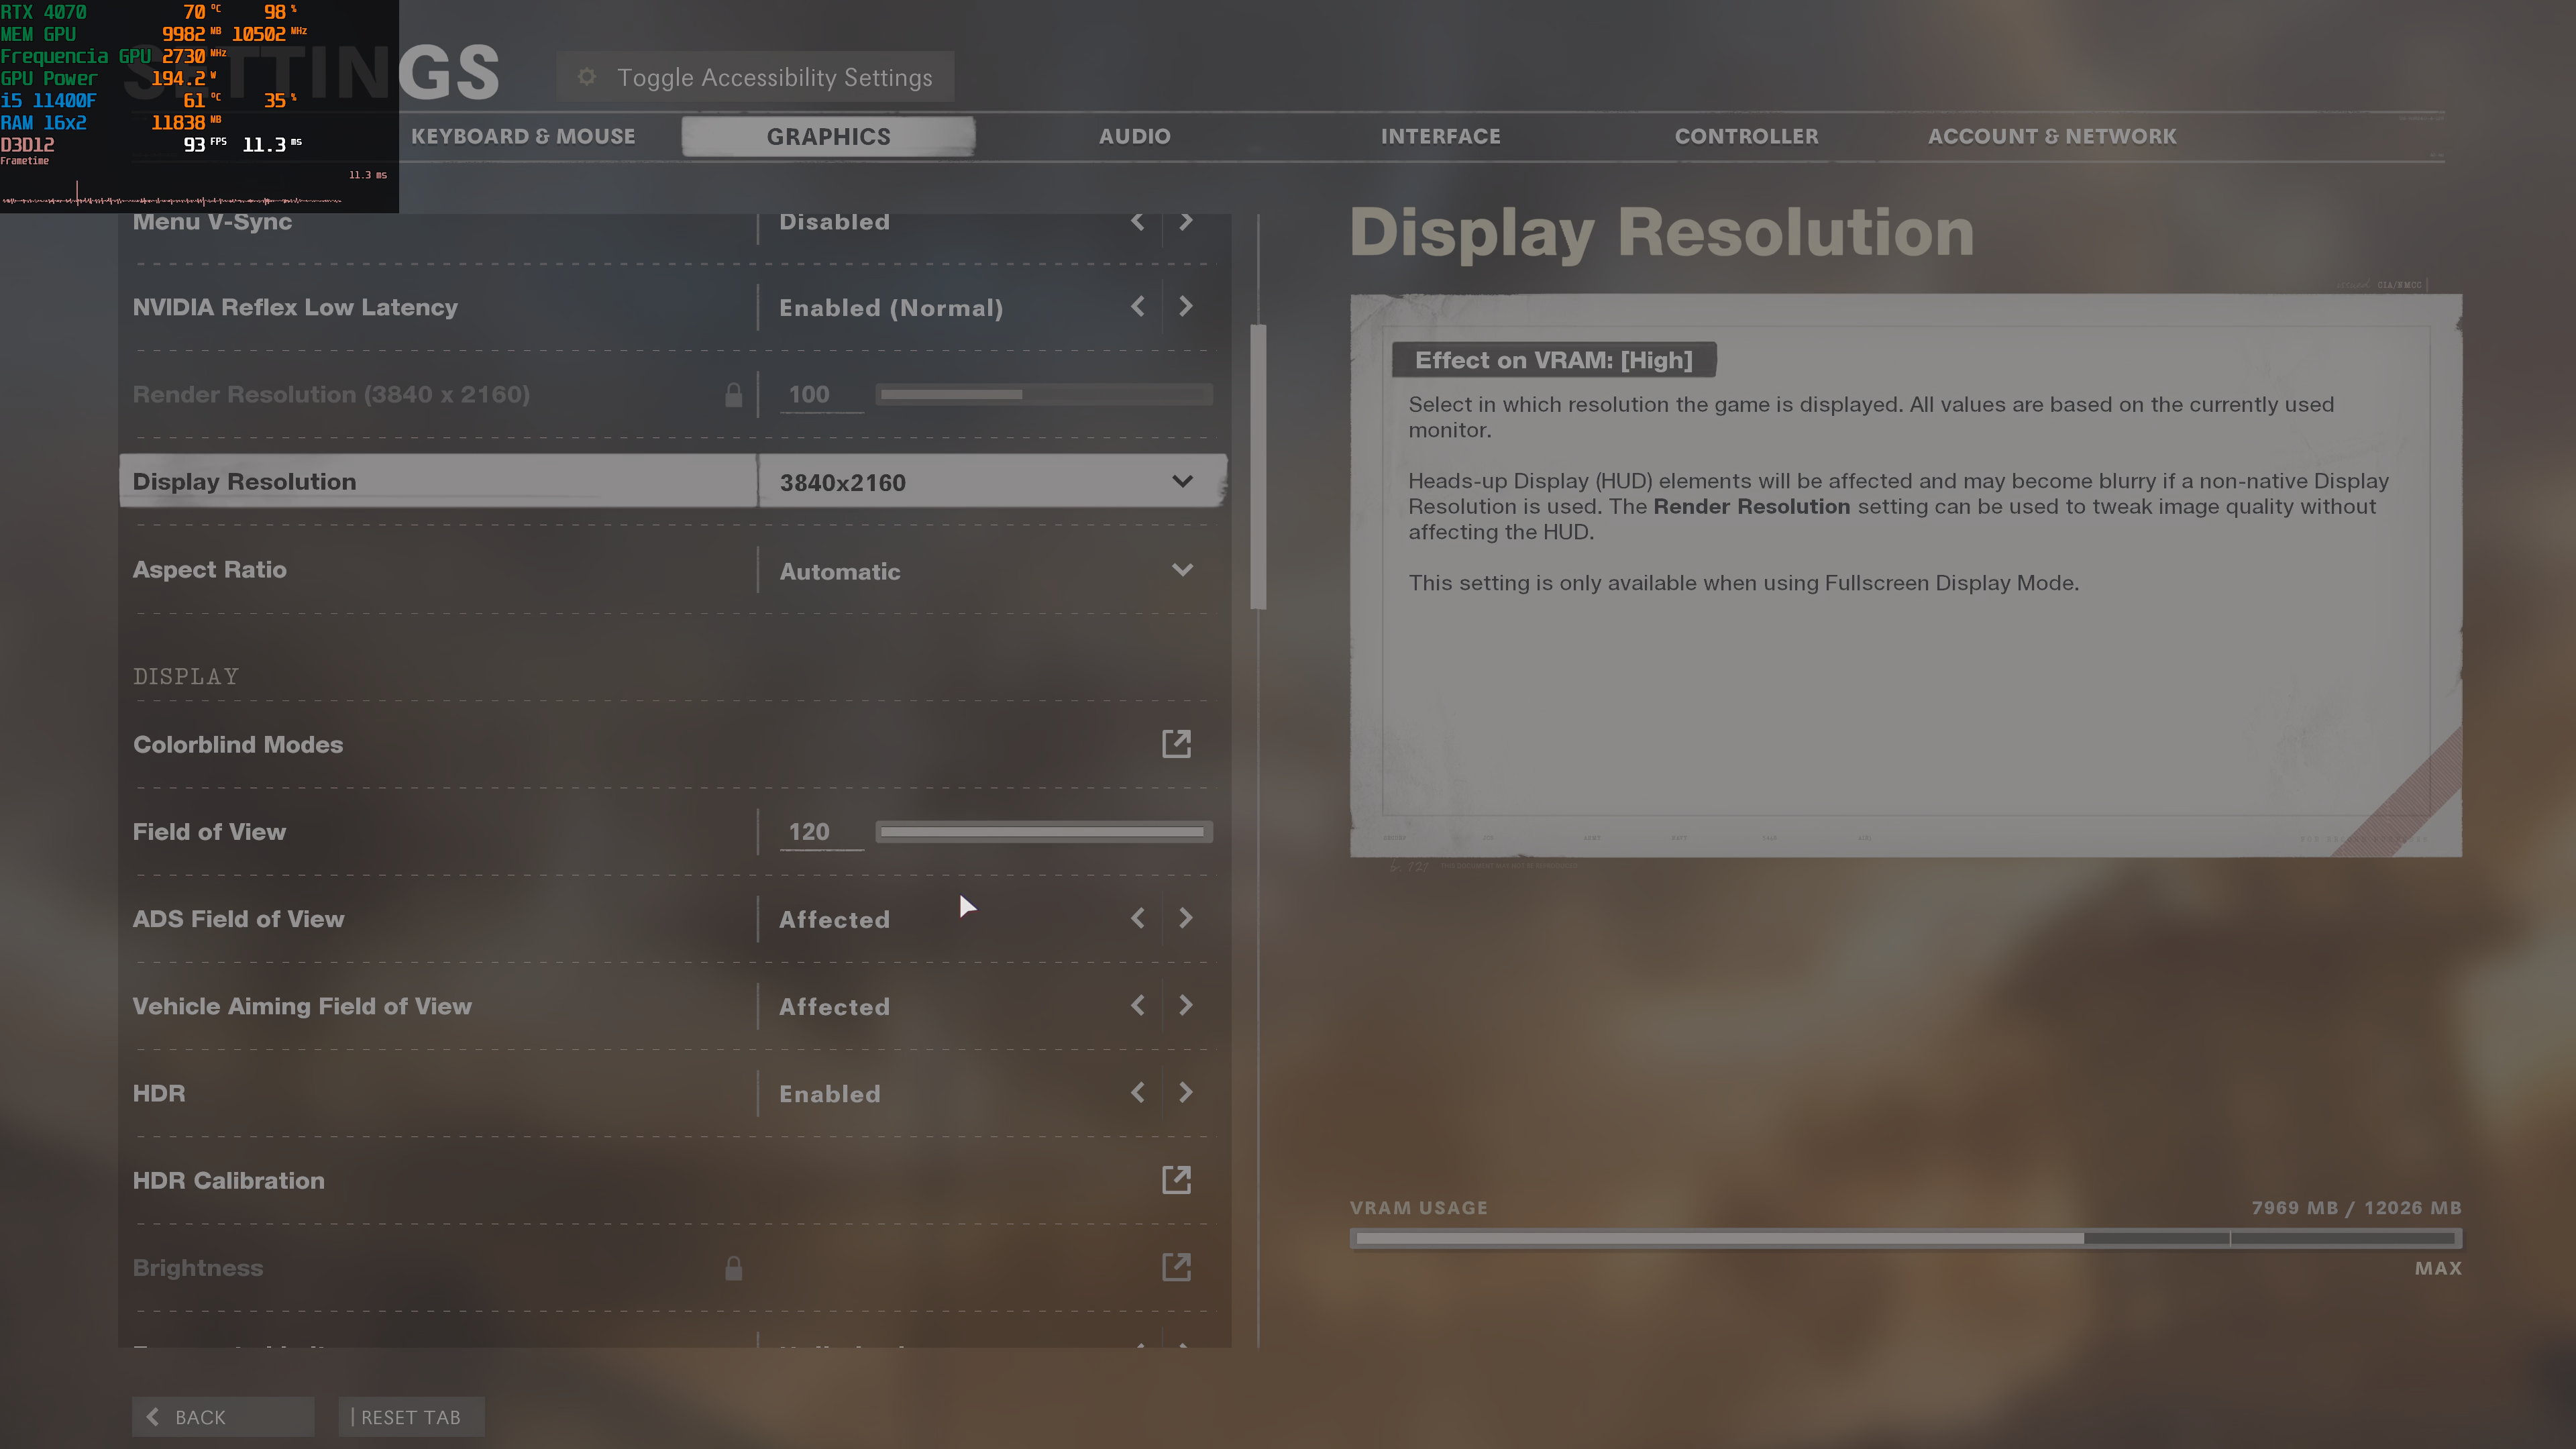 RTX 4070 70 °C 98 %
MEM GPU 9982 MB 10502 MHz
Frequencia GPU 2730 MHz
GPU Power 194.2 W
i5 11400F 61 °C 35 %
RAM 16x2 11838 MB
D3D12 93 FPS 11.3 ms
Frametime
11.3 ms
SETTINGS
Toggle Accessibility Settings
KEYBOARD & MOUSE
GRAPHICS
AUDIO
INTERFACE
CONTROLLER
ACCOUNT & NETWORK
Menu V-Sync Disabled
NVIDIA Reflex Low Latency Enabled (Normal)
Render Resolution (3840 x 2160) 100
Display Resolution 3840x2160
Aspect Ratio Automatic
DISPLAY
Colorblind Modes
Field of View 120
ADS Field of View Affected
Vehicle Aiming Field of View Affected
HDR Enabled
HDR Calibration
Brightness
BACK
RESET TAB
Display Resolution
CIA/NMCC
Effect on VRAM: [High]
Select in which resolution the game is displayed. All values are based on the currently used
monitor.
Heads-up Display (HUD) elements will be affected and may become blurry if a non-native Display
Resolution is used. The Render Resolution setting can be used to tweak image quality without
affecting the HUD.
This setting is only available when using Fullscreen Display Mode.
VRAM USAGE 7969 MB / 12026 MB
MAX